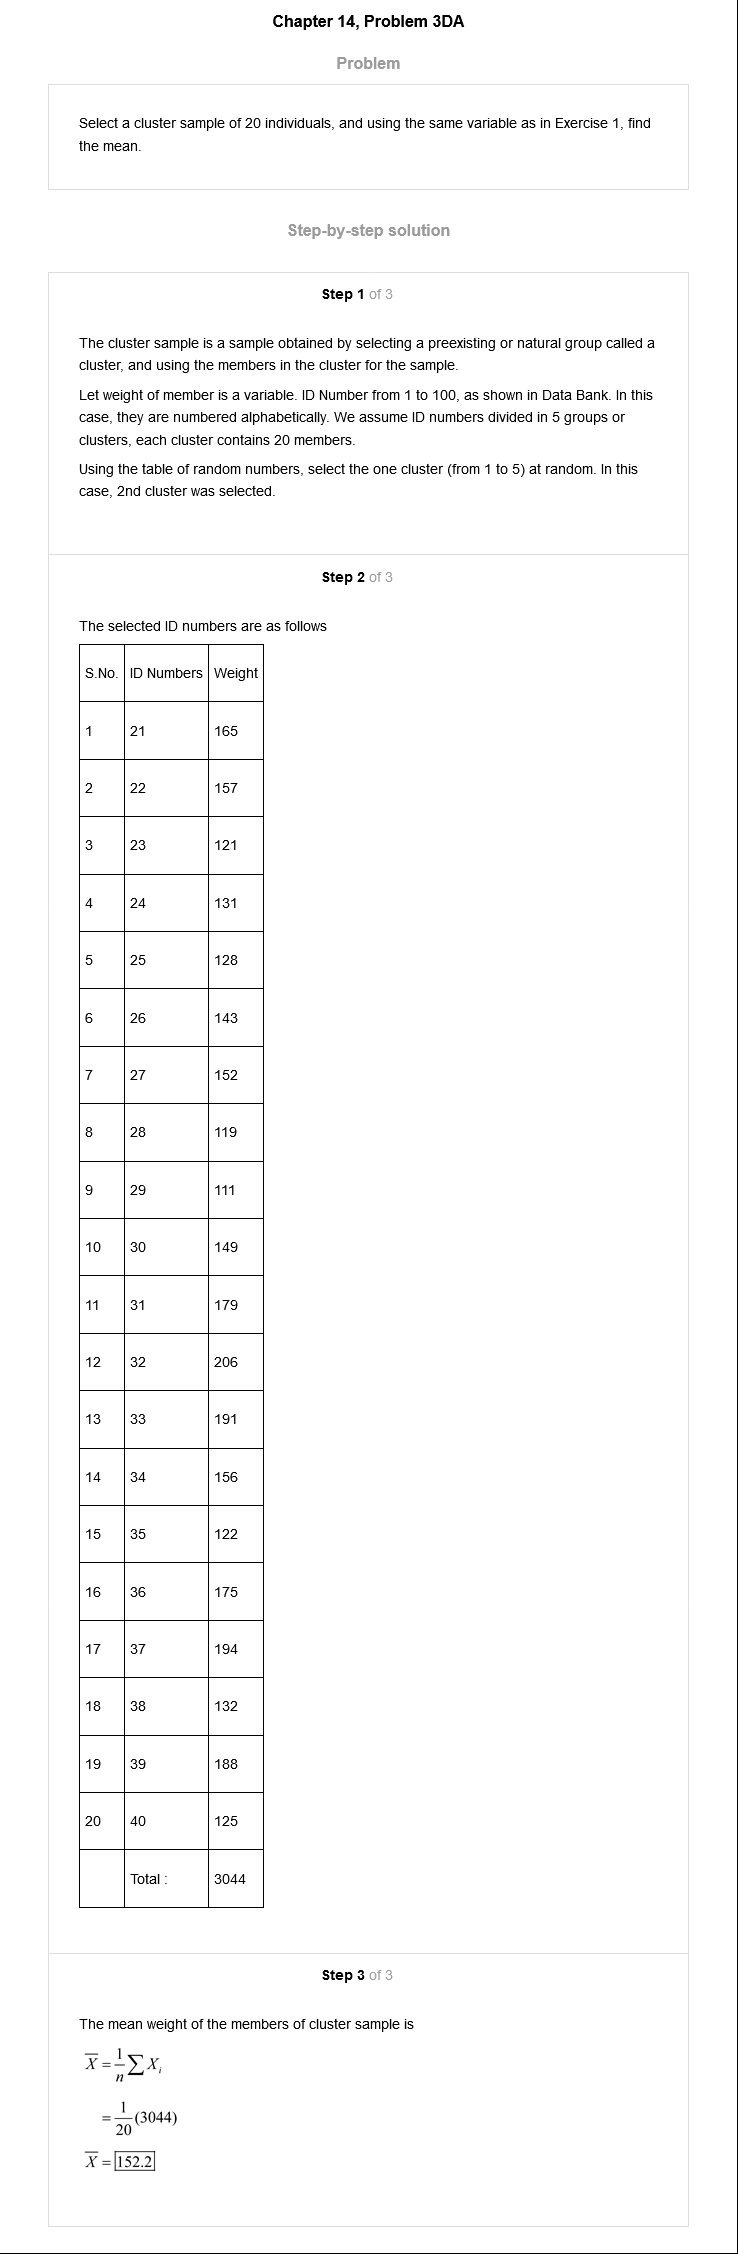 Chapter 14, Problem 3DA
Problem
Select a cluster sample of 20 individuals, and using the same variable as in Exercise 1, find
the mean.
Step-by-step solution
Step 1 of 3
The cluster sample is a sample obtained by selecting a preexisting or natural group called a
cluster, and using the members in the cluster for the sample.
Let weight of member is a variable. ID Number from 1 to 100, as shown in Data Bank. In this
case, they are numbered alphabetically. We assume ID numbers divided in 5 groups or
clusters, each cluster contains 20 members.
Using the table of random numbers, select the one cluster (from 1 to 5) at random. In this
case, 2nd cluster was selected.
Step 2 of 3
The selected ID numbers are as follows
S.No. ID Numbers Weight
1 21 165
2 22 157
3 23 121
4 24 131
5 25 128
6 26 143
7 27 152
8 28 119
9 29 111
10 30 149
11 31 179
12 32 206
13 33 191
14 34 156
15 35 122
16 36 175
17 37 194
18 38 132
19 39 188
20 40 125
Total : 3044
Step 3 of 3
The mean weight of the members of cluster sample is
X̅ = 1/n ∑ Xᵢ
= 1/20 (3044)
X̅ = 152.2